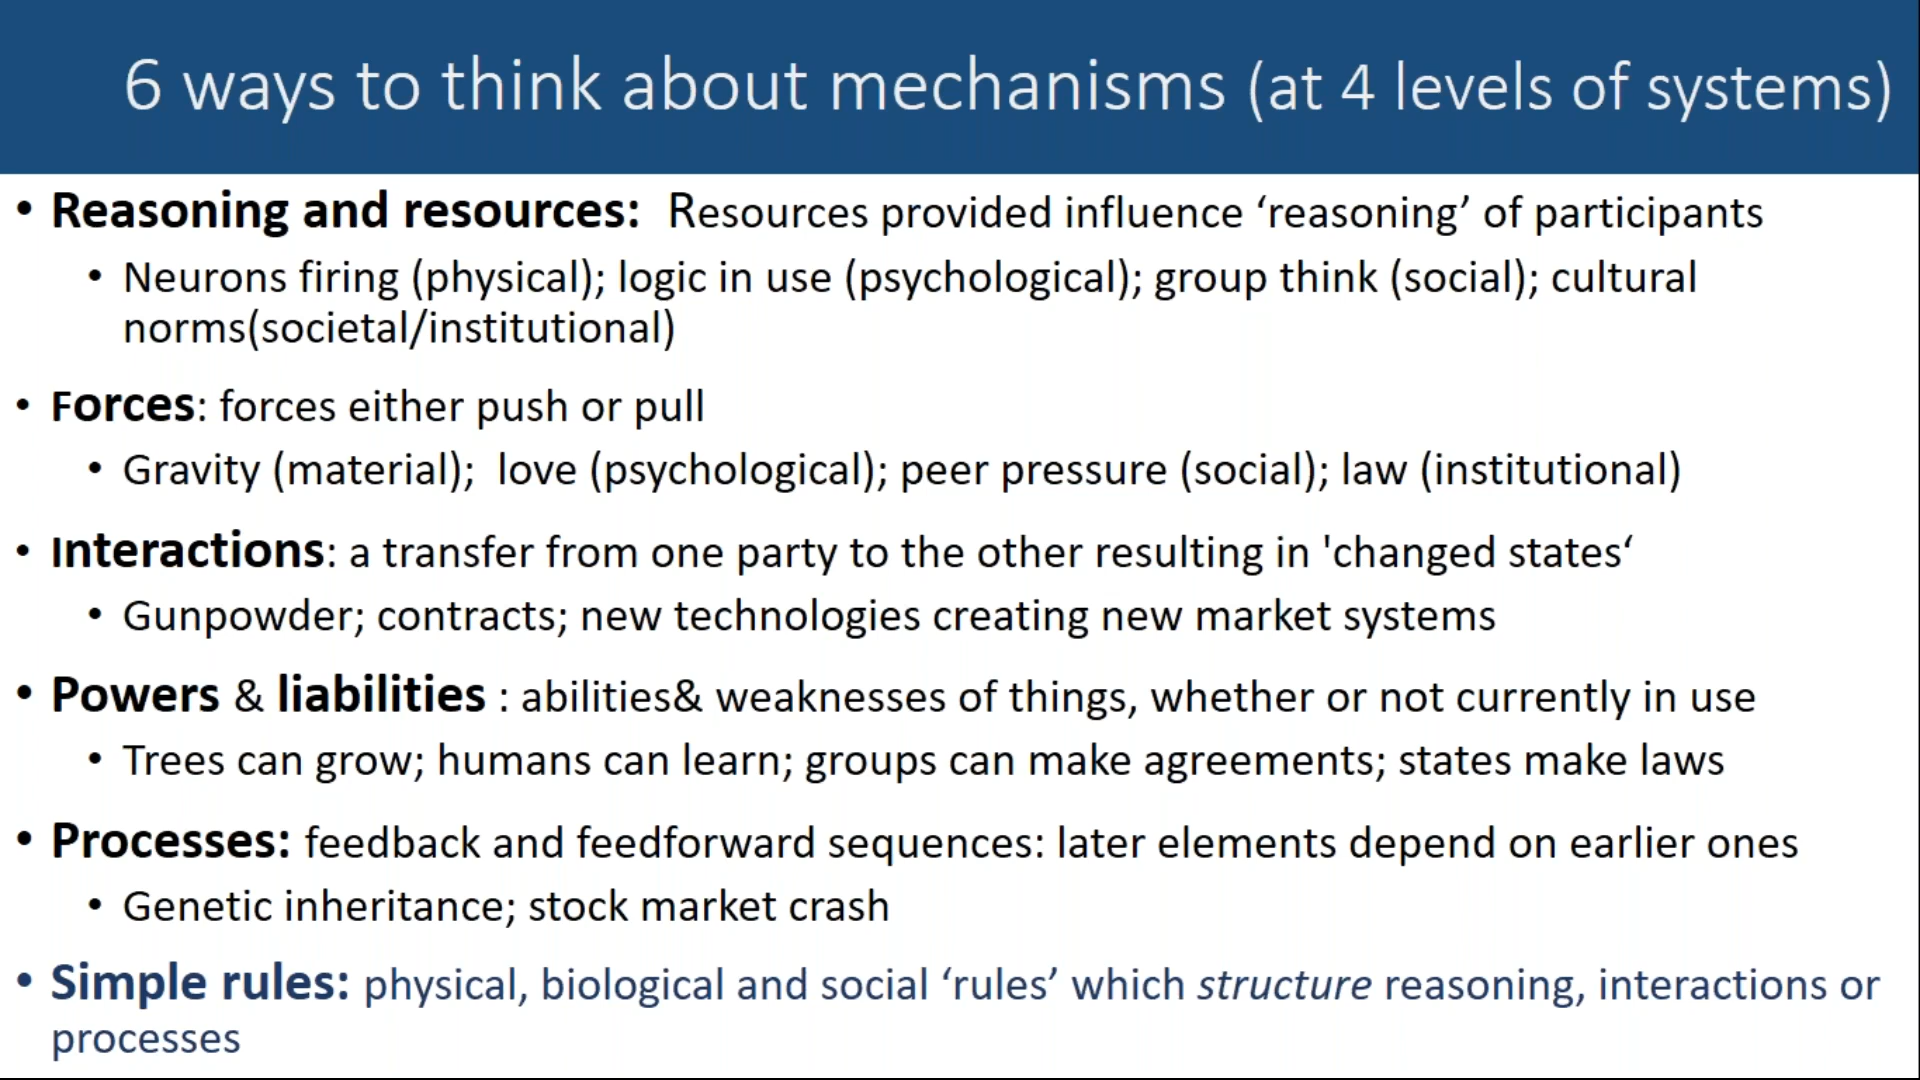 6 ways to think about mechanisms (at 4 levels of systems)
• Reasoning and resources: Resources provided influence ‘reasoning’ of participants
• Neurons firing (physical); logic in use (psychological); group think (social); cultural
norms(societal/institutional)
• Forces: forces either push or pull
• Gravity (material); love (psychological); peer pressure (social); law (institutional)
• Interactions: a transfer from one party to the other resulting in 'changed states‘
• Gunpowder; contracts; new technologies creating new market systems
• Powers & liabilities : abilities& weaknesses of things, whether or not currently in use
• Trees can grow; humans can learn; groups can make agreements; states make laws
• Processes: feedback and feedforward sequences: later elements depend on earlier ones
• Genetic inheritance; stock market crash
• Simple rules: physical, biological and social ‘rules’ which structure reasoning, interactions or
processes